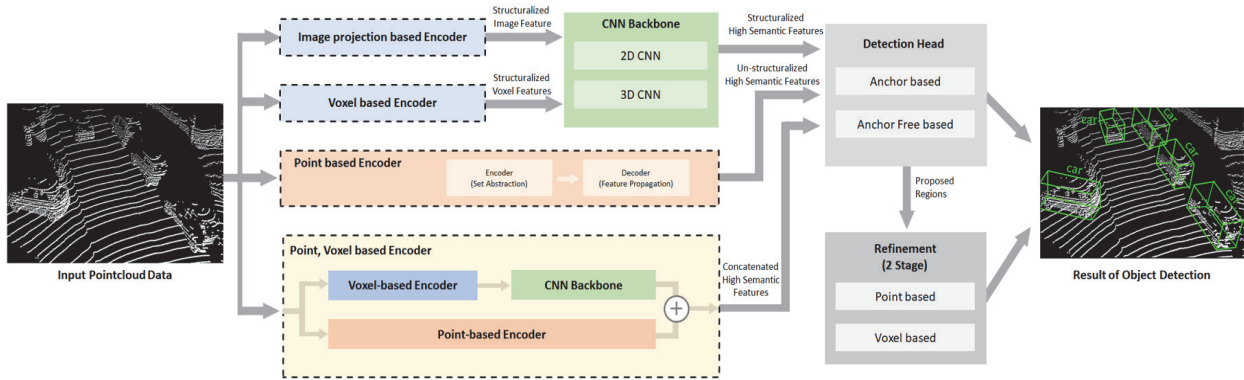 Input Pointcloud Data
Image projection based Encoder
Structuralized
Image Feature
Voxel based Encoder
Structuralized
Voxel Features
CNN Backbone
2D CNN
3D CNN
Point based Encoder
Encoder
(Set Abstraction)
Decoder
(Feature Propagation)
Point, Voxel based Encoder
Voxel-based Encoder
CNN Backbone
Point-based Encoder
+
Structuralized
High Semantic Features
Un-structuralized
High Semantic Features
Concatenated
High Semantic
Features
Detection Head
Anchor based
Anchor Free based
Proposed
Regions
Refinement
(2 Stage)
Point based
Voxel based
car
car
car
car
car
Result of Object Detection